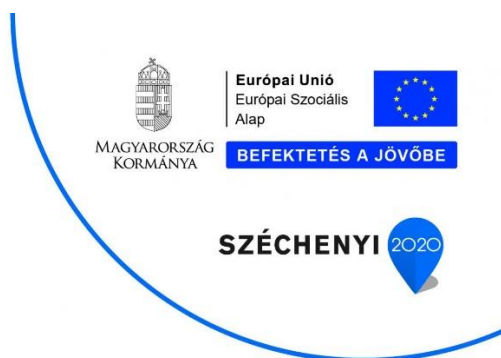 Európai Unió
Európai Szociális
Alap
MAGYARORSZÁG
KORMÁNYA
BEFEKTETÉS A JÖVŐBE
SZÉCHENYI 2020